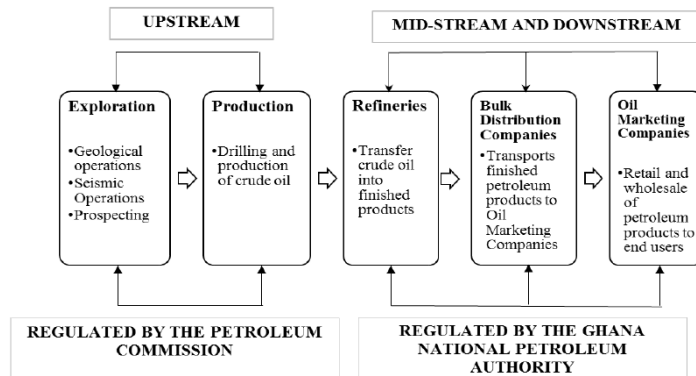 UPSTREAM
MID-STREAM AND DOWNSTREAM
Exploration
•Geological
operations
•Seismic
Operations
•Prospecting
Production
•Drilling and
production
of crude oil
Refineries
•Transfer
crude oil
into
finished
products
Bulk
Distribution
Companies
•Transports
finished
petroleum
products to
Oil
Marketing
Companies
Oil
Marketing
Companies
•Retail and
wholesale
of
petroleum
products to
end users
REGULATED BY THE PETROLEUM
COMMISSION
REGULATED BY THE GHANA
NATIONAL PETROLEUM
AUTHORITY